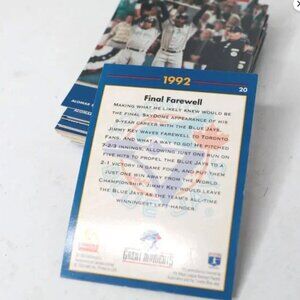 1992
20
Final Farewell
Making what he likely knew would be
the final SkyDome appearance of his
9-year career with the Blue Jays,
Jimmy Key waves farewell to Toronto
fans. And what a way to go! He pitched
7-2/3 innings, allowing just one run on
five hits to propel the Blue Jays to a
2-1 victory in game four, and put them
just one win away from the World
Championship. Jimmy Key would leave
the Blue Jays as the team's all-time
winningest left-hander.
GREAT MOMENTS